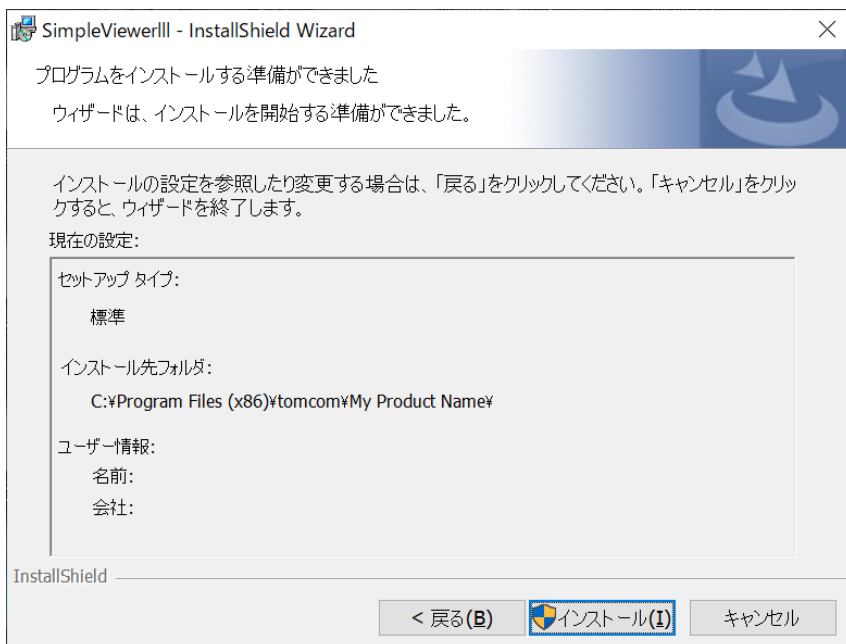 SimpleViewerlll - InstallShield Wizard
プログラムをインストールする準備ができました
ウィザードは、インストールを開始する準備ができました。
インストールの設定を参照したり変更する場合は、「戻る」をクリックしてください。「キャンセル」をクリッ
クすると、ウィザードを終了します。
現在の設定:
セットアップ タイプ:
標準
インストール先フォルダ:
C:¥Program Files (x86)¥tomcom¥My Product Name¥
ユーザー情報:
名前:
会社:
InstallShield
< 戻る(B)
インストール(I)
キャンセル